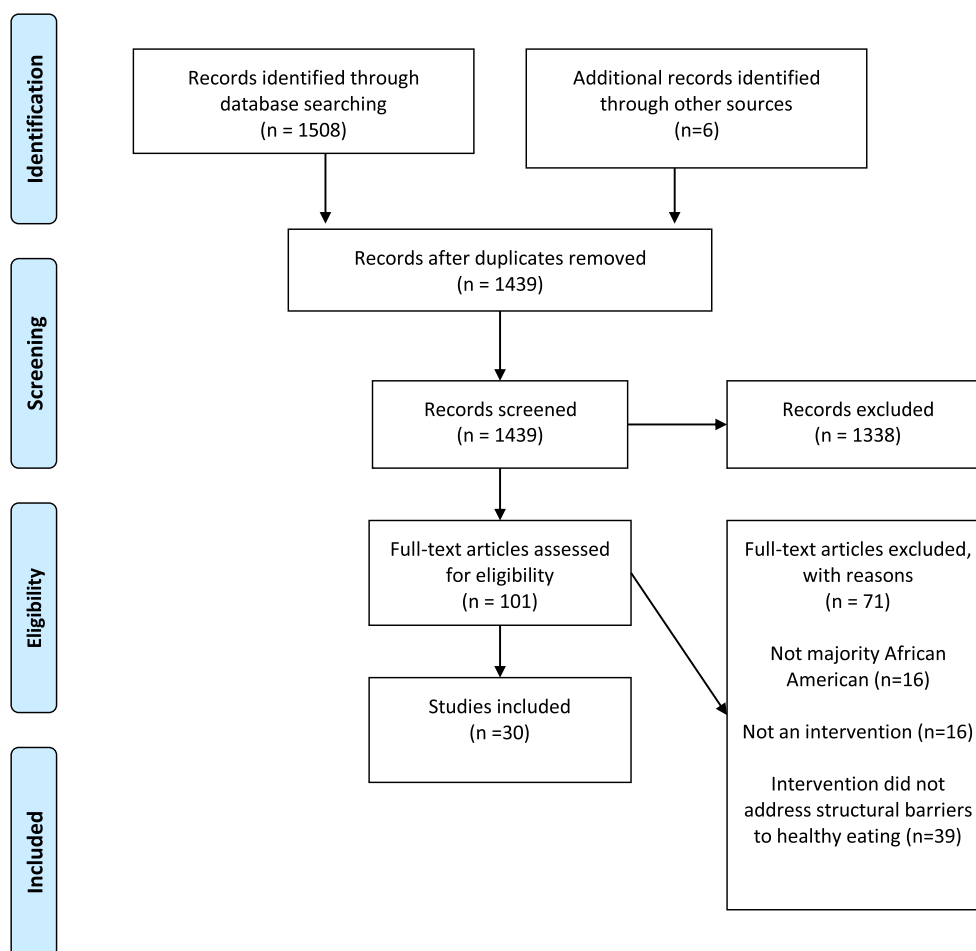 Identification
Records identified through
database searching
(n = 1508)
Additional records identified
through other sources
(n=6)
Records after duplicates removed
(n = 1439)
Screening
Records screened
(n = 1439)
Records excluded
(n = 1338)
Eligibility
Full-text articles assessed
for eligibility
(n = 101)
Full-text articles excluded,
with reasons
(n = 71)
Not majority African
American (n=16)
Not an intervention (n=16)
Intervention did not
address structural barriers
to healthy eating (n=39)
Studies included
(n =30)
Included